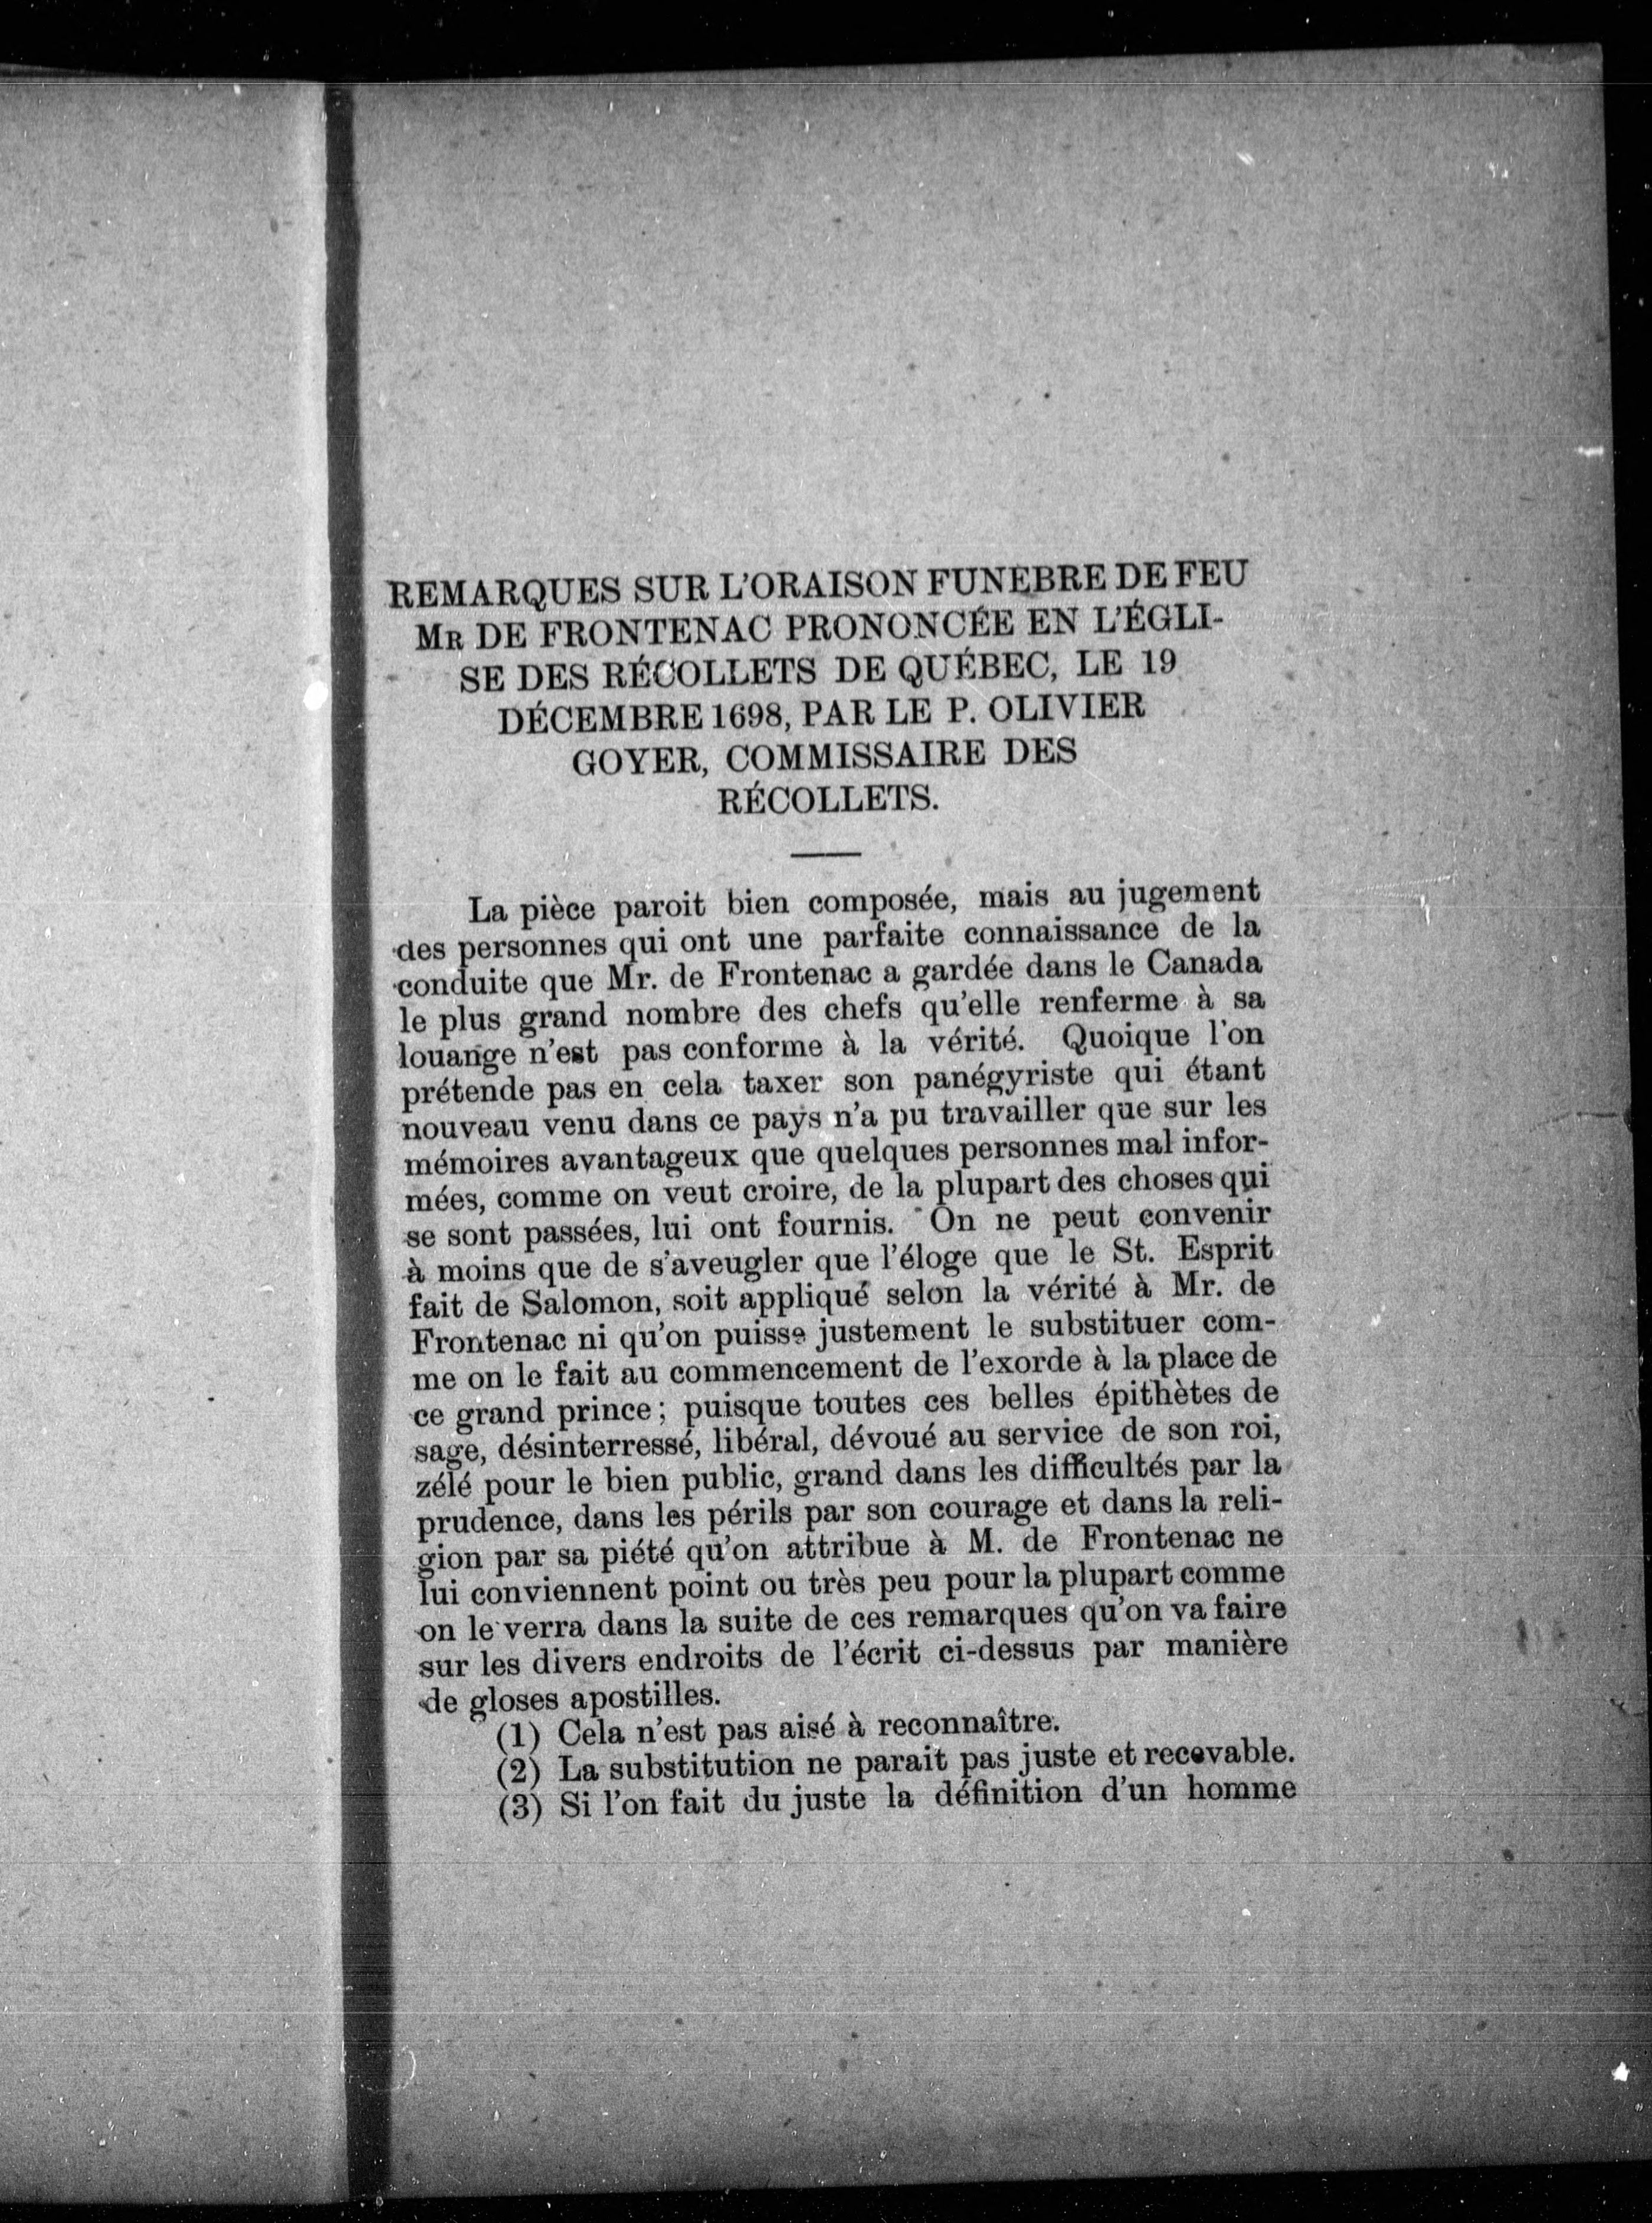 REMARQUES SUR L'ORAISON FUNEBRE DE FEU
MR DE FRONTENAC PRONONCÉE EN L'ÉGLI-
SE DES RÉCOLLETS DE QUÉBEC, LE 19
DÉCEMBRE 1698, PAR LE P. OLIVIER
GOYER, COMMISSAIRE DES
RÉCOLLETS.
La pièce paroit bien composée, mais au jugement
des personnes qui ont une parfaite connaissance de la
conduite que Mr. de Frontenac a gardée dans le Canada
le plus grand nombre des chefs qu'elle renferme à sa
louange n'est pas conforme à la vérité. Quoique l'on
prétende pas en cela taxer son panégyriste qui étant
nouveau venu dans ce pays n'a pu travailler que sur les
mémoires avantageux que quelques personnes mal infor-
mées, comme on veut croire, de la plupart des choses qui
se sont passées, lui ont fournis. On ne peut convenir
à moins que de s'aveugler que l'éloge que le St. Esprit
fait de Salomon, soit appliqué selon la vérité à Mr. de
Frontenac ni qu'on puisse justement le substituer com-
me on le fait au commencement de l'exorde à la place de
ce grand prince ; puisque toutes ces belles épithètes de
sage, désinterressé, libéral, dévoué au service de son roi,
zélé pour le bien public, grand dans les difficultés par la
prudence, dans les périls par son courage et dans la reli-
gion par sa piété qu'on attribue à M. de Frontenac ne
lui conviennent point ou très peu pour la plupart comme
on le verra dans la suite de ces remarques qu'on va faire
sur les divers endroits de l'écrit ci-dessus par manière
de gloses apostilles.
(1) Cela n'est pas aisé à reconnaître.
(2) La substitution ne parait pas juste et recevable.
(3) Si l'on fait du juste la définition d'un homme